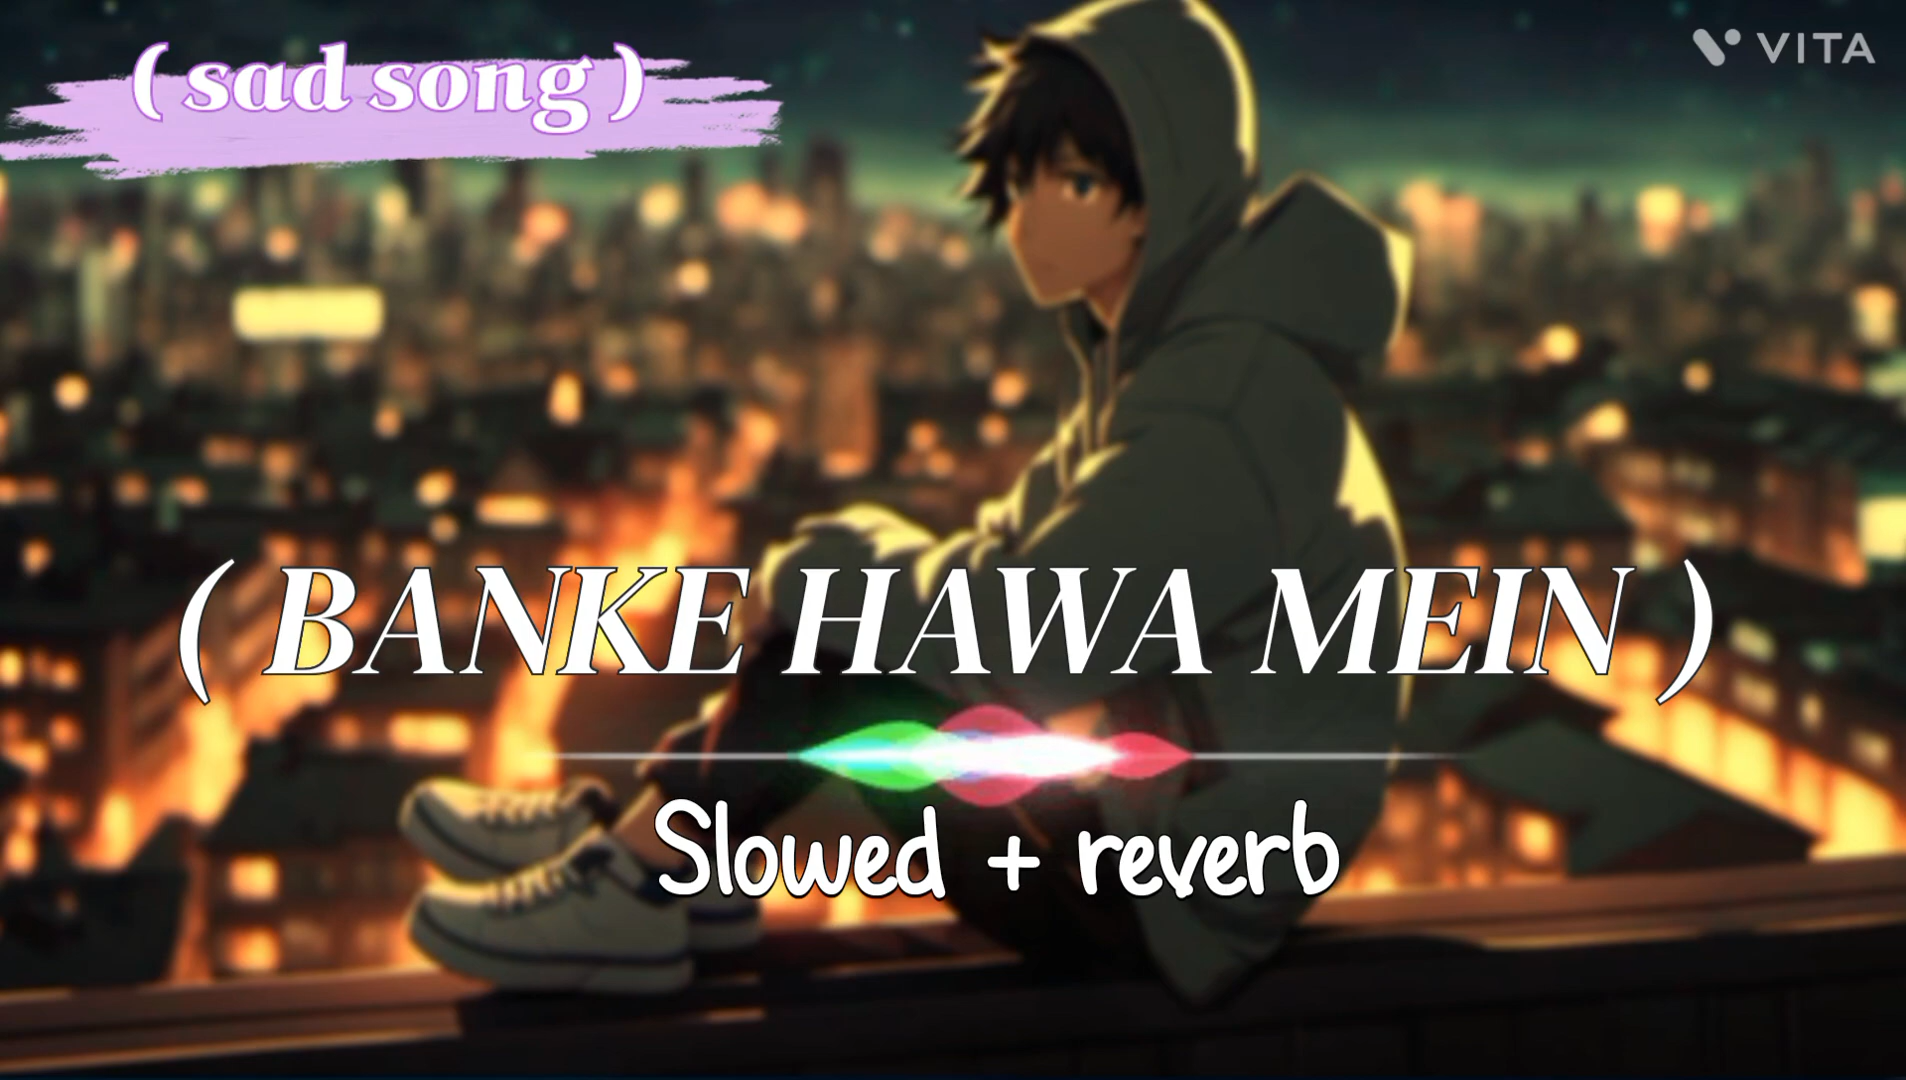 ( sad song )
VITA
( BANKE HAWA MEIN )
Slowed + reverb